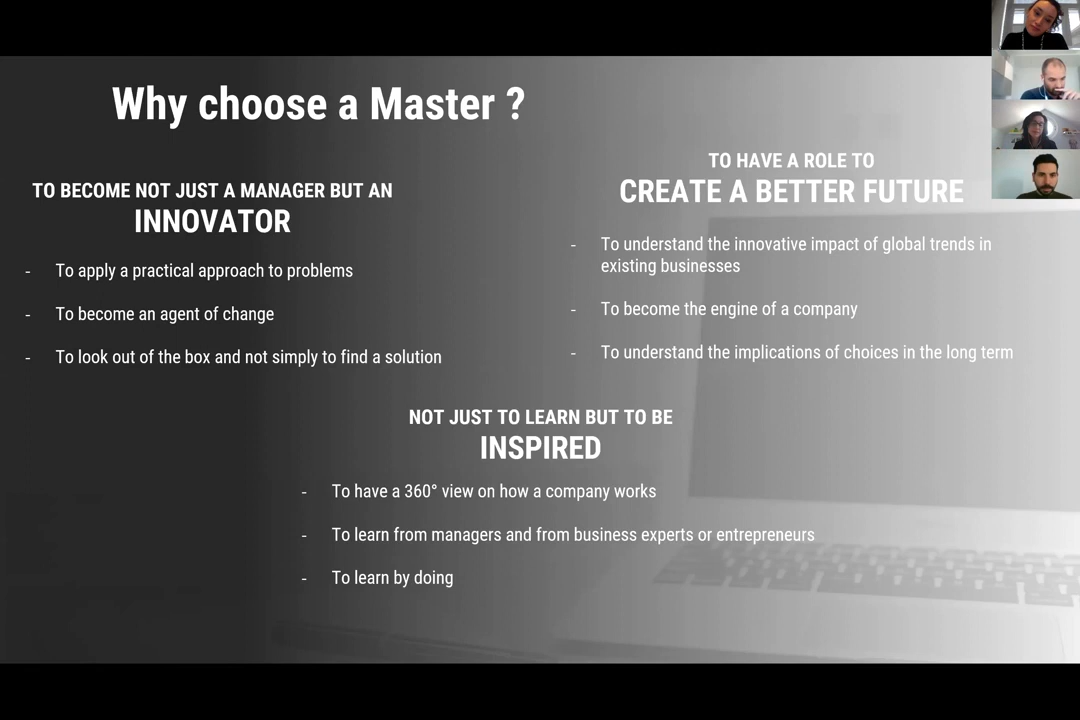 Why choose a Master ?
TO BECOME NOT JUST A MANAGER BUT AN
INNOVATOR
- To apply a practical approach to problems
- To become an agent of change
- To look out of the box and not simply to find a solution
TO HAVE A ROLE TO
CREATE A BETTER FUTURE
- To understand the innovative impact of global trends in
existing businesses
- To become the engine of a company
- To understand the implications of choices in the long term
NOT JUST TO LEARN BUT TO BE
INSPIRED
- To have a 360° view on how a company works
- To learn from managers and from business experts or entrepreneurs
- To learn by doing